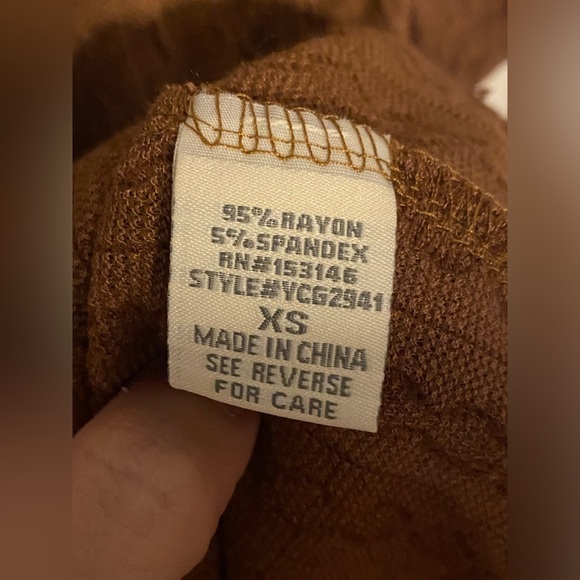 95%RAYON
5%SPANDEX
RN#153146
STYLE#YCG2941
XS
MADE IN CHINA
SEE REVERSE
FOR CARE